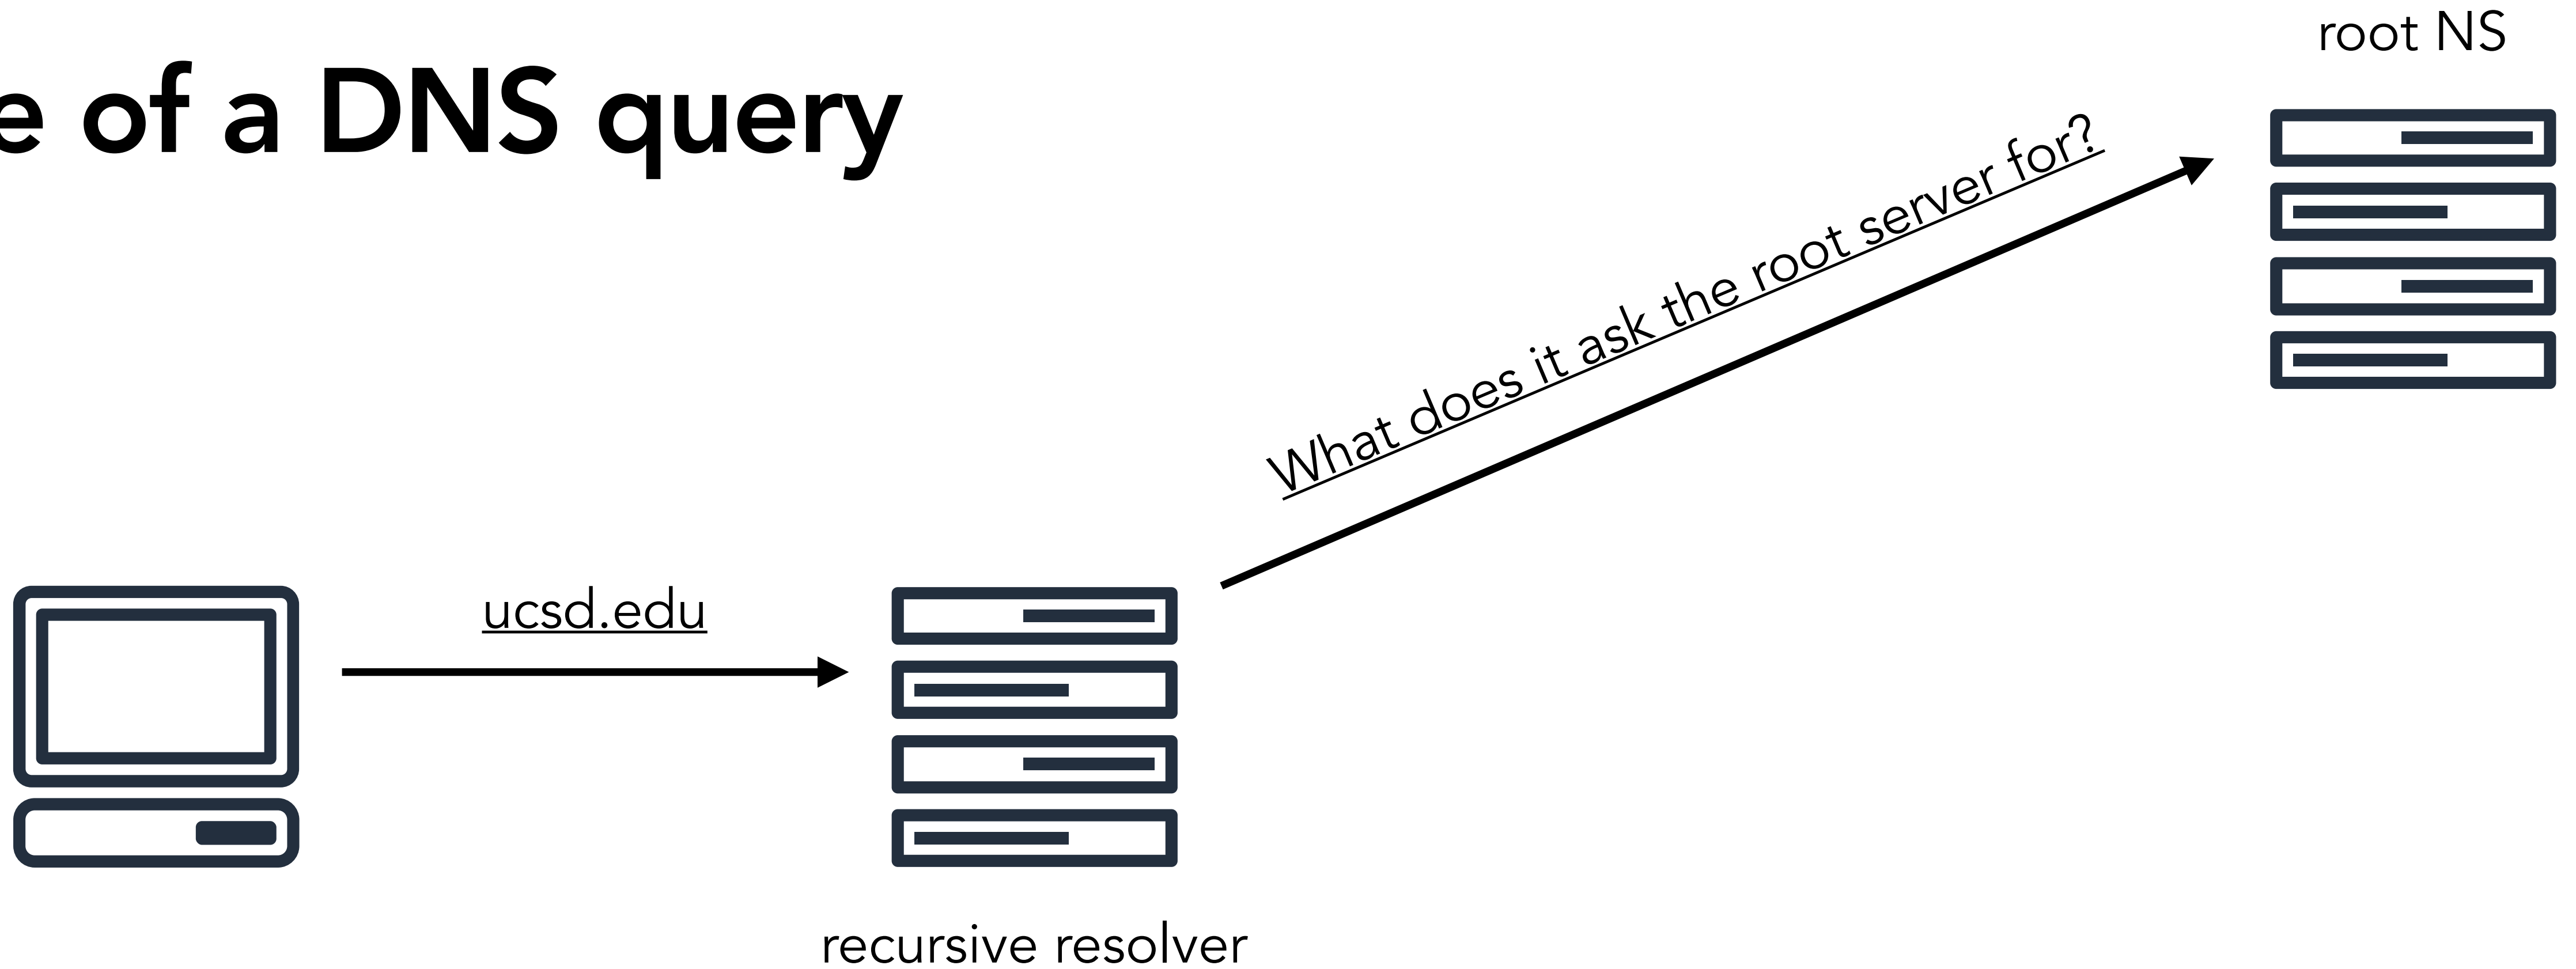 e of a DNS query
root NS
What does it ask the root server for?
ucsd.edu
recursive resolver